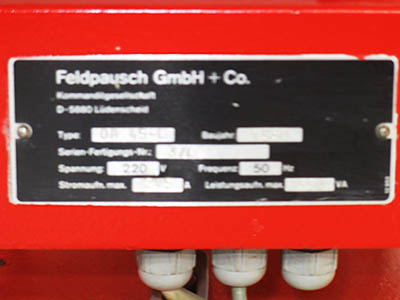 Feldpausch GmbH + Co.
Kommanditgesellschaft
D-5880 Lüdenscheid
Type: Baujahr:
Serien-Fertigungs-Nr.:
Spannung: 220 V Frequenz: 50 Hz
Stromaufn. max. A Leistungsaufn. max. VA